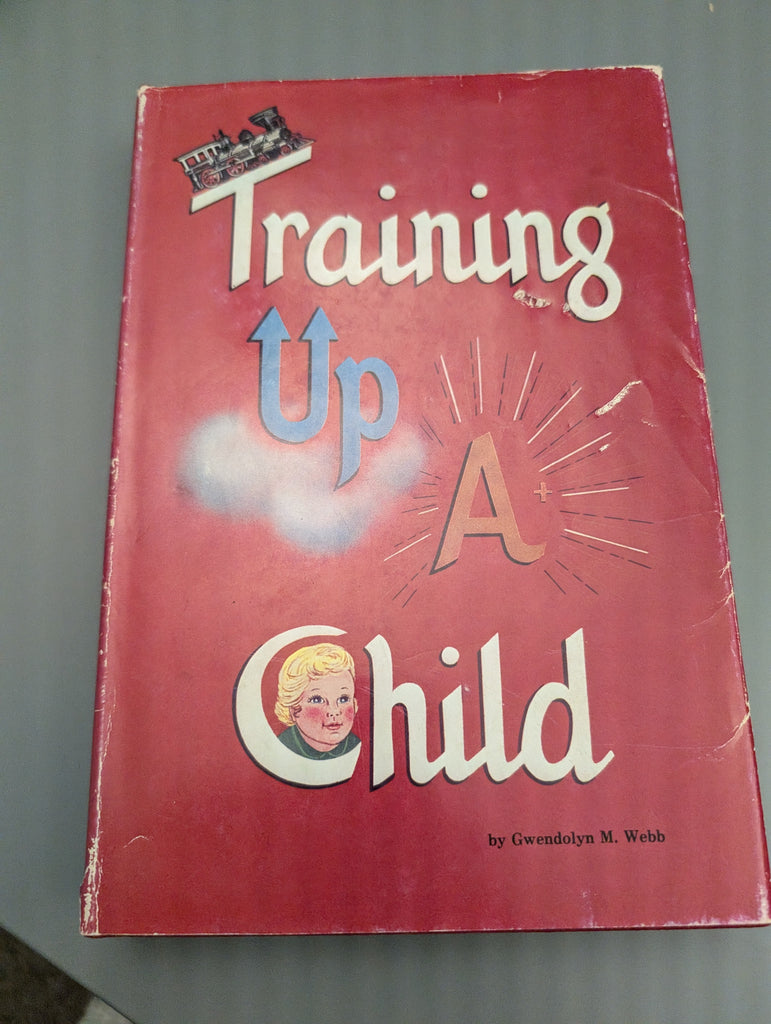 Training
Up
A+
Child
by Gwendolyn M. Webb